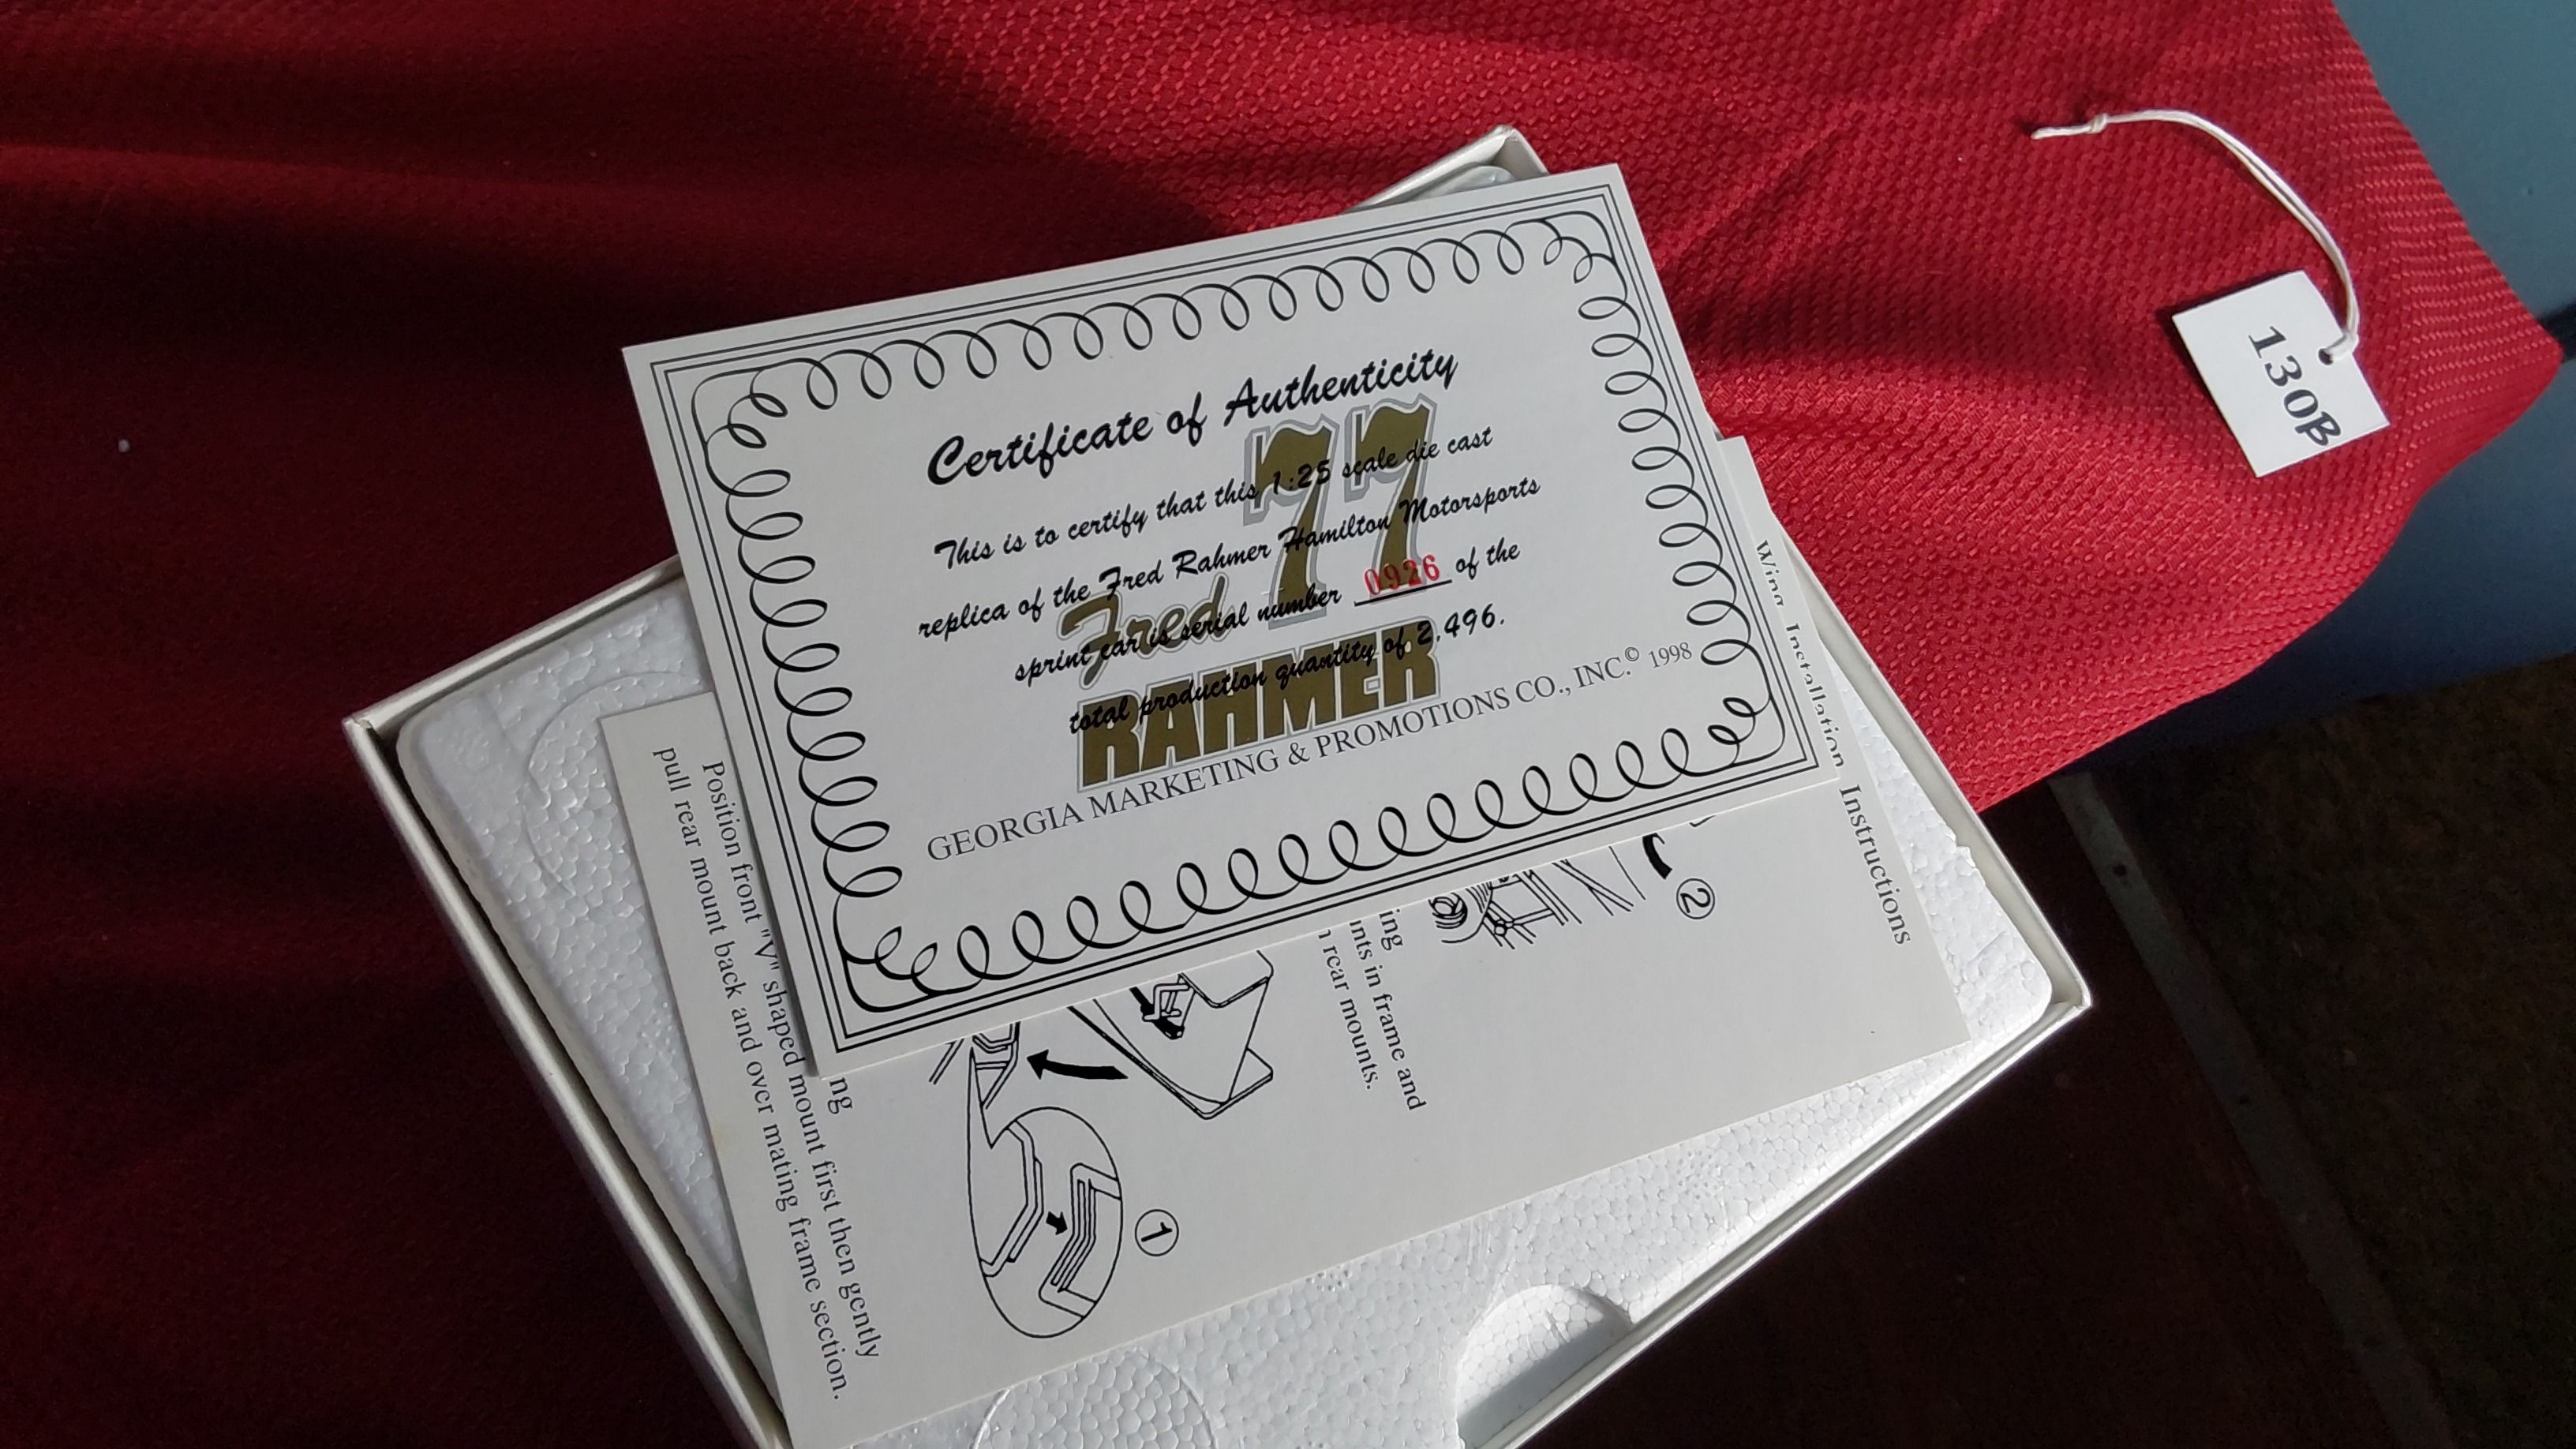 Certificate of Authenticity
This is to certify that this 1:25 scale die cast
replica of the Fred Rahmer Hamilton Motorsports
sprint car is serial number 0926 of the
total production quantity of 2,496.
77
Fred
RAHMER
GEORGIA MARKETING & PROMOTIONS CO., INC.© 1998
130B
Wing Installation Instructions
2
ing
in frame and
rear mounts.
1
ng
Position front "V" shaped mount first then gently
pull rear mount back and over mating frame section.